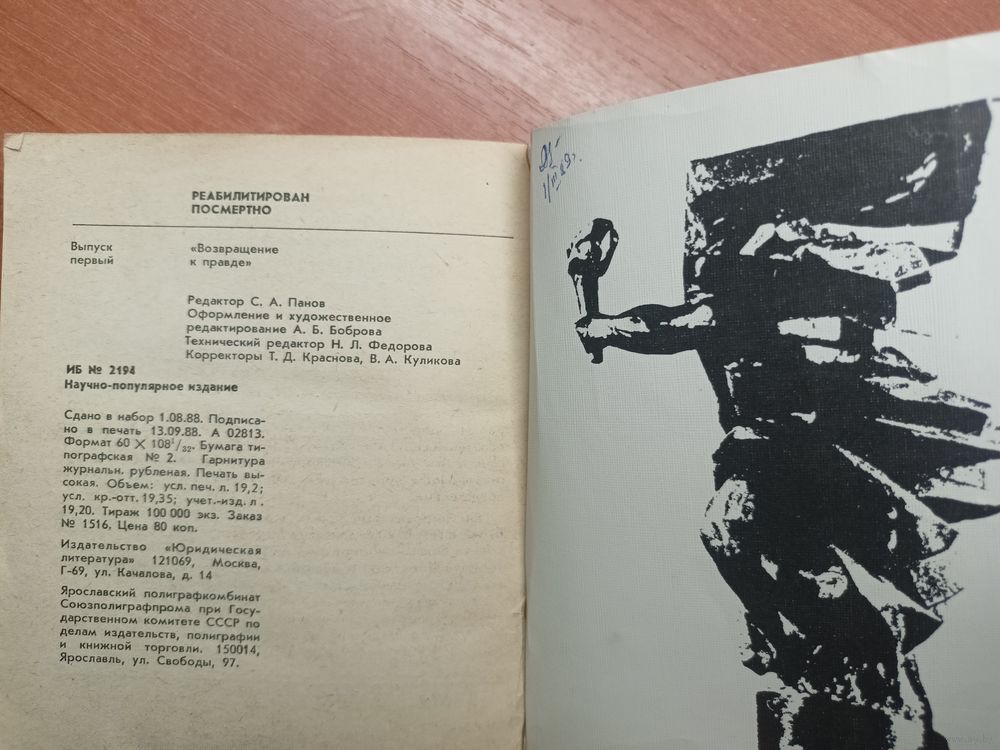 РЕАБИЛИТИРОВАН
ПОСМЕРТНО
Выпуск
первый
«Возвращение
к правде»
Редактор С. А. Панов
Оформление и художественное
редактирование А. Б. Боброва
Технический редактор Н. Л. Федорова
Корректоры Т. Д. Краснова, В. А. Куликова
ИБ № 2194
Научно-популярное издание
Сдано в набор 1.08.88. Подписа-
но в печать 13.09.88. А 02813.
Формат 60 × 108¹/₃₂. Бумага ти-
пографская № 2. Гарнитура
журнальн. рубленая. Печать вы-
сокая. Объем: усл. печ. л. 19,2;
усл. кр.-отт. 19,35; учет.-изд. л.
19,20. Тираж 100 000 экз. Заказ
№ 1516. Цена 80 коп.
Издательство «Юридическая
литература» 121069, Москва,
Г-69, ул. Качалова, д. 14
Ярославский полиграфкомбинат
Союзполиграфпрома при Госу-
дарственном комитете СССР по
делам издательств, полиграфии
и книжной торговли. 150014,
Ярославль, ул. Свободы, 97.
1/III 89г.